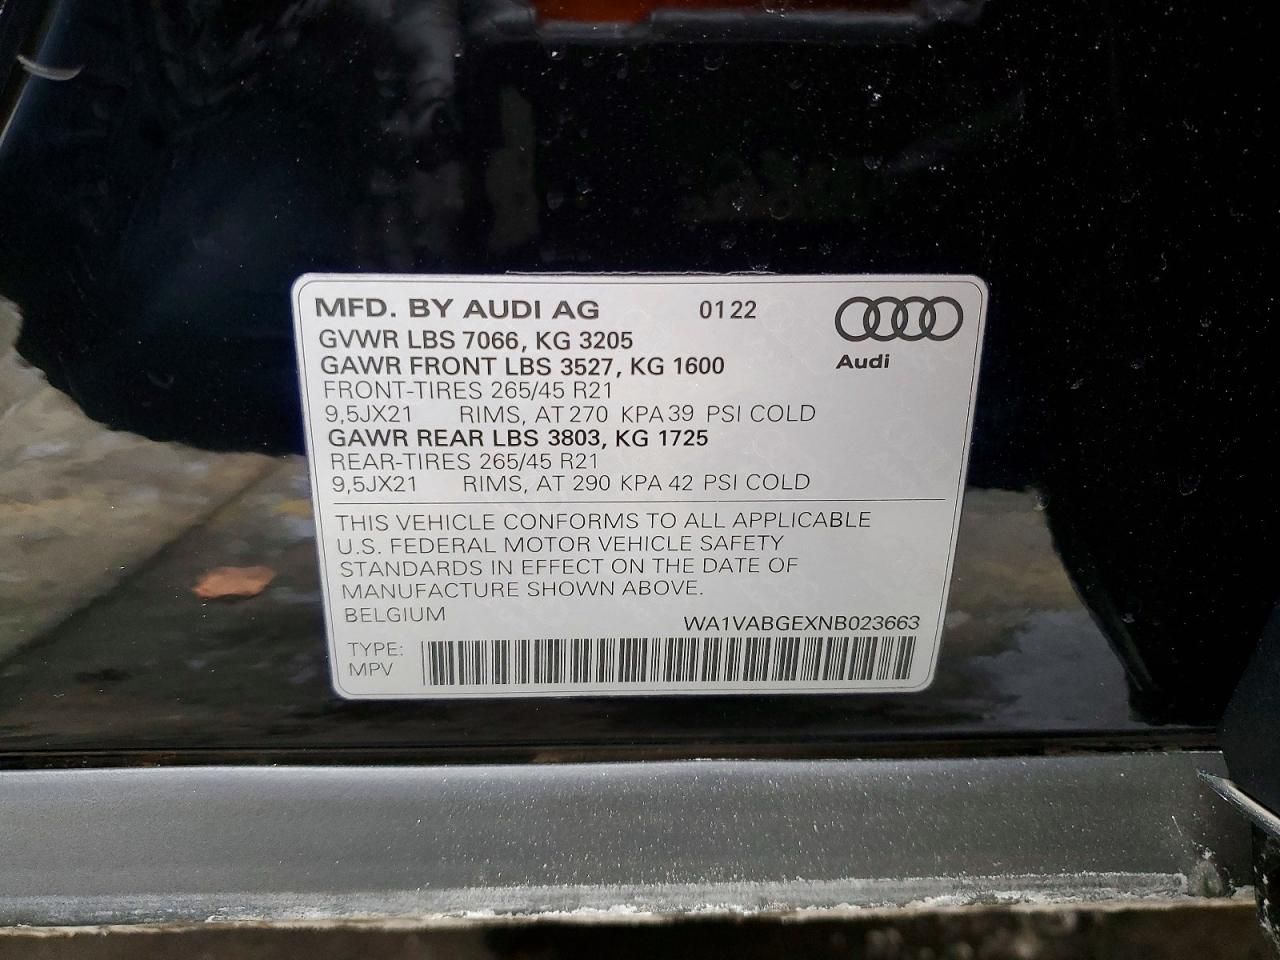 MFD. BY AUDI AG 01 22
GVWR LBS 7066, KG 3205
GAWR FRONT LBS 3527, KG 1600
FRONT-TIRES 265/45 R21
9,5JX21 RIMS, AT 270 KPA 39 PSI COLD
GAWR REAR LBS 3803, KG 1725
REAR-TIRES 265/45 R21
9,5JX21 RIMS, AT 290 KPA 42 PSI COLD
Audi
THIS VEHICLE CONFORMS TO ALL APPLICABLE
U.S. FEDERAL MOTOR VEHICLE SAFETY
STANDARDS IN EFFECT ON THE DATE OF
MANUFACTURE SHOWN ABOVE.
BELGIUM WA1VABGEXNB023663
TYPE:
MPV